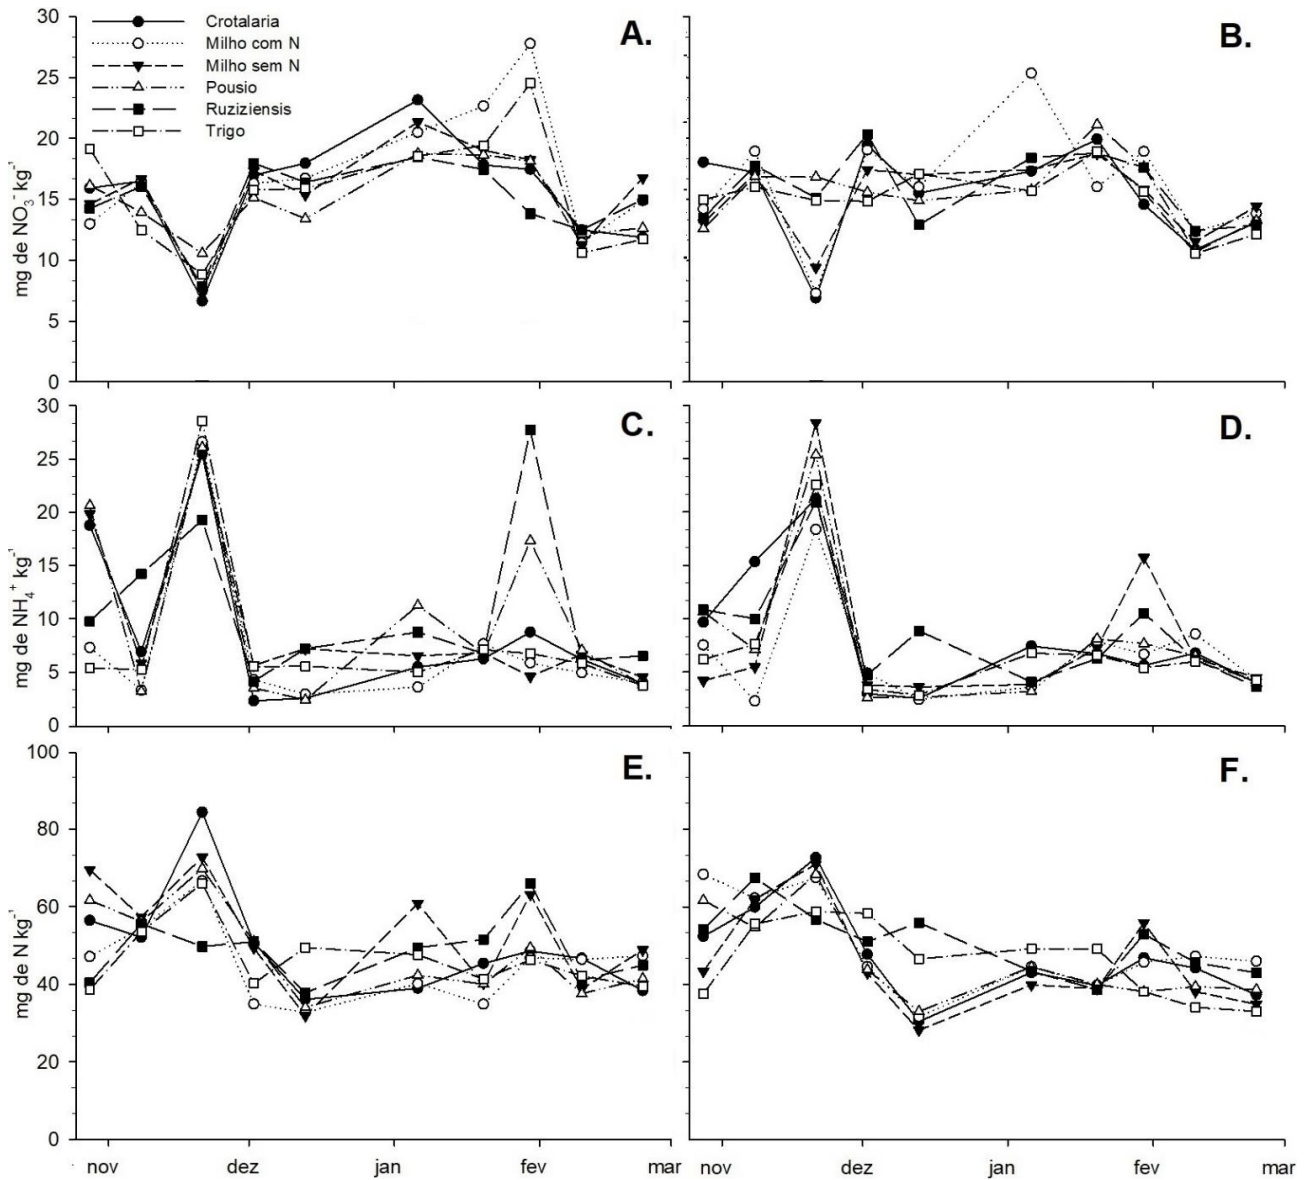 30
25
20
15
10
5
0
mg de NO₃⁻ kg⁻¹
Crotalaria
Milho com N
Milho sem N
Pousio
Ruziziensis
Trigo
A.
B.
30
25
20
15
10
5
0
mg de NH₄⁺ kg⁻¹
C.
D.
100
80
60
40
20
0
mg de N kg⁻¹
E.
F.
nov dez jan fev mar
nov dez jan fev mar